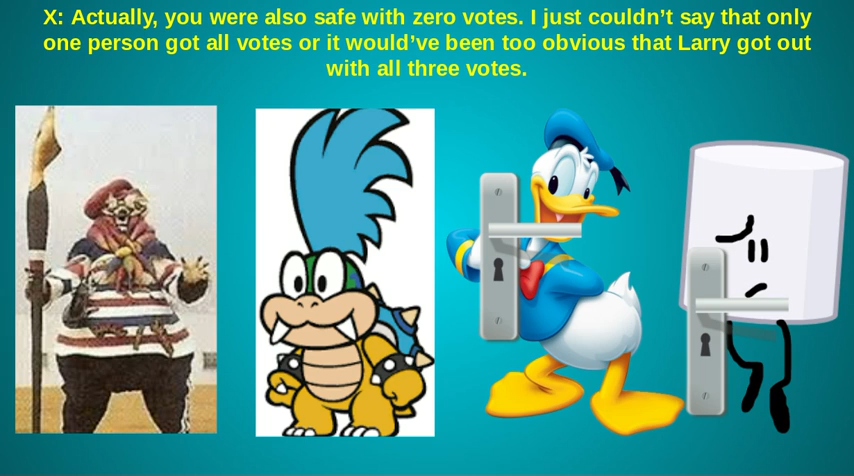 X: Actually, you were also safe with zero votes. I just couldn’t say that only
one person got all votes or it would’ve been too obvious that Larry got out
with all three votes.